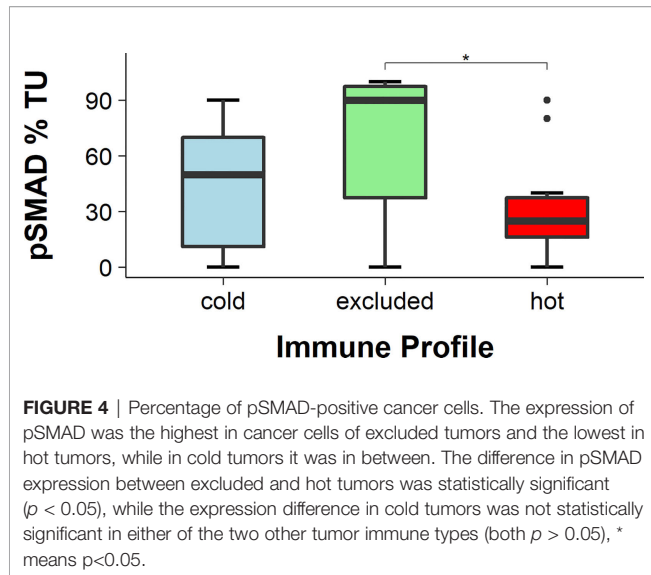 *
pSMAD % TU
90
60
30
0
cold excluded hot
Immune Profile
FIGURE 4 | Percentage of pSMAD-positive cancer cells. The expression of
pSMAD was the highest in cancer cells of excluded tumors and the lowest in
hot tumors, while in cold tumors it was in between. The difference in pSMAD
expression between excluded and hot tumors was statistically significant
(p < 0.05), while the expression difference in cold tumors was not statistically
significant in either of the two other tumor immune types (both p > 0.05), *
means p<0.05.